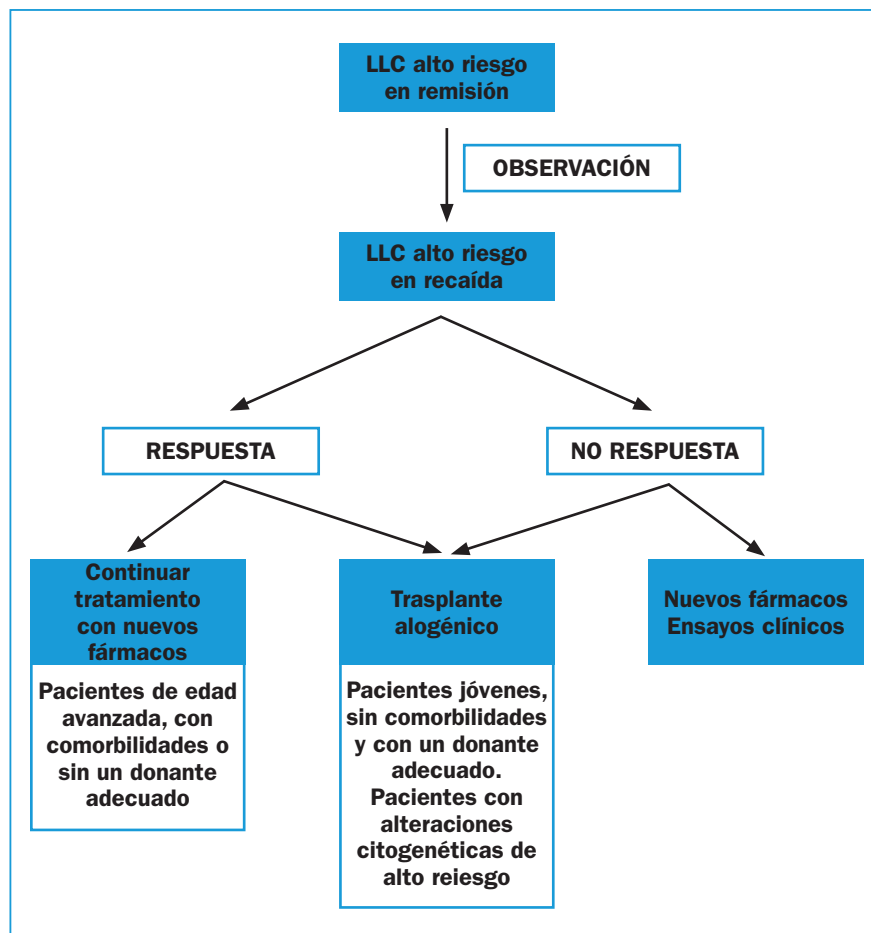 LLC alto riesgo
en remisión
OBSERVACIÓN
LLC alto riesgo
en recaída
RESPUESTA
NO RESPUESTA
Continuar
tratamiento
con nuevos
fármacos
Pacientes de edad
avanzada, con
comorbilidades o
sin un donante
adecuado
Trasplante
alogénico
Pacientes jóvenes,
sin comorbilidades
y con un donante
adecuado.
Pacientes con
alteraciones
citogenéticas de
alto reiesgo
Nuevos fármacos
Ensayos clínicos